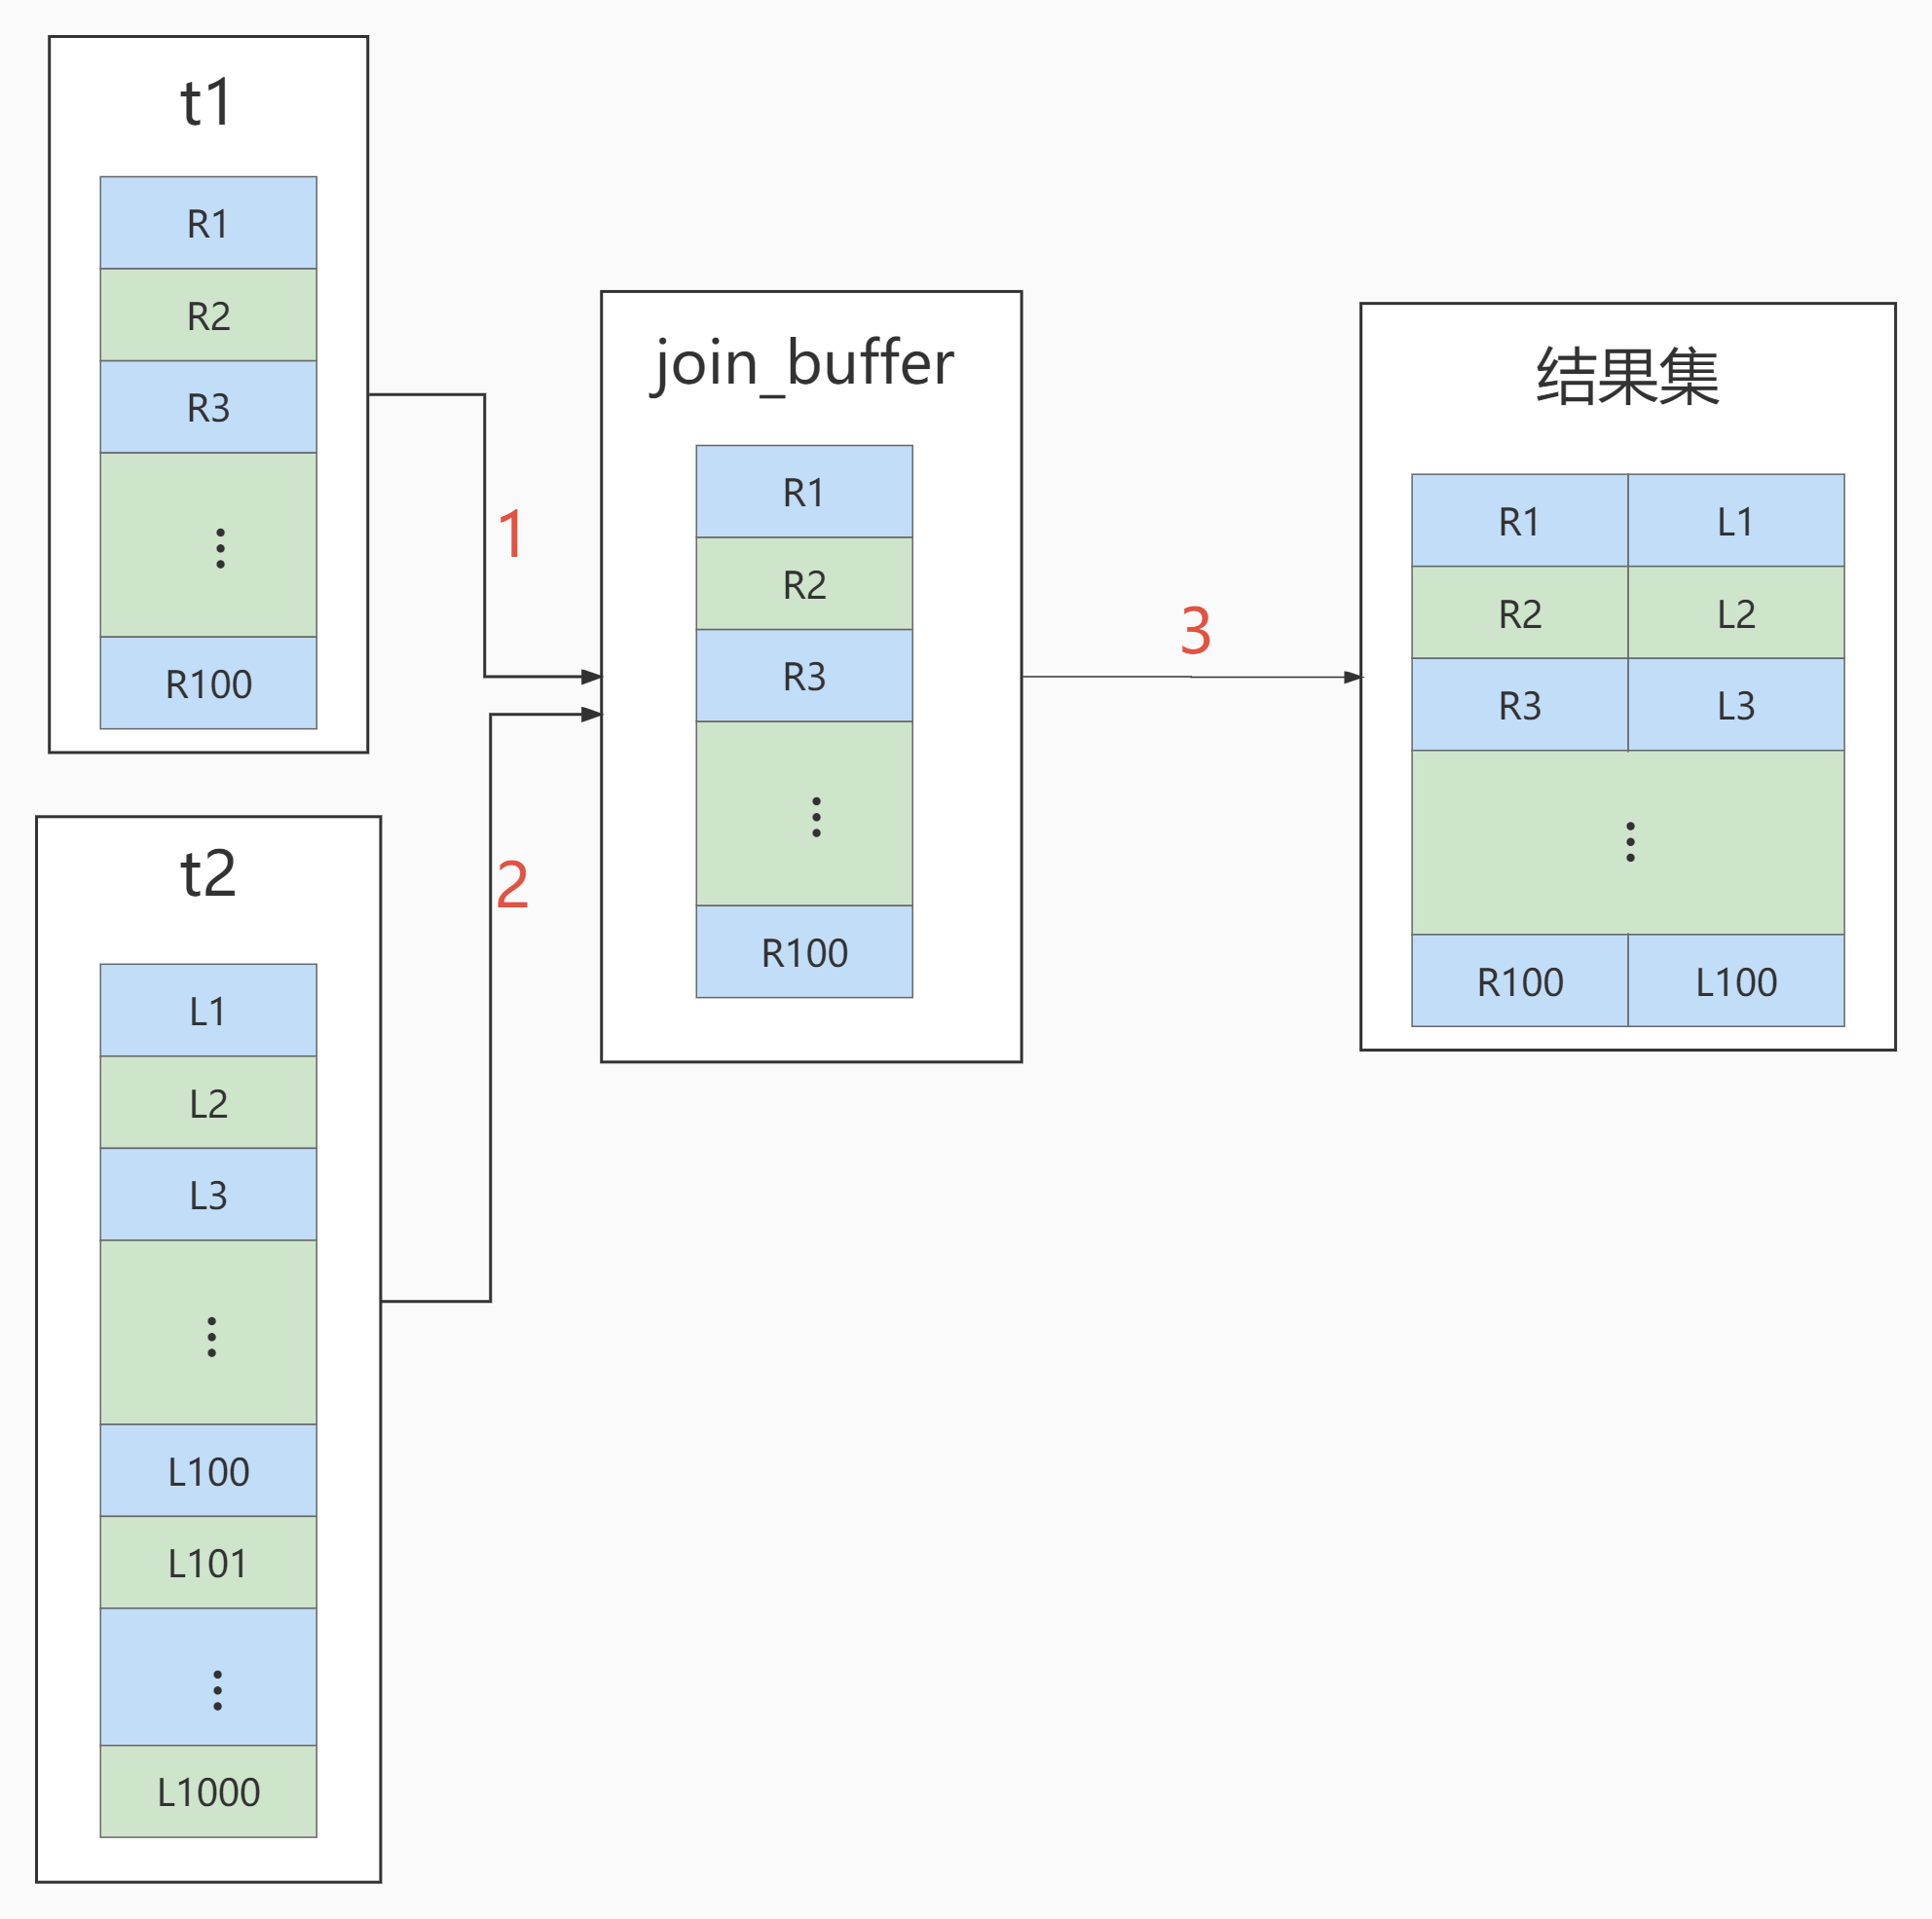 t1
R1
R2
R3
R100
1
t2
L1
L2
L3
L100
L101
L1000
2
join_buffer
R1
R2
R3
R100
3
结果集
R1 L1
R2 L2
R3 L3
R100 L100